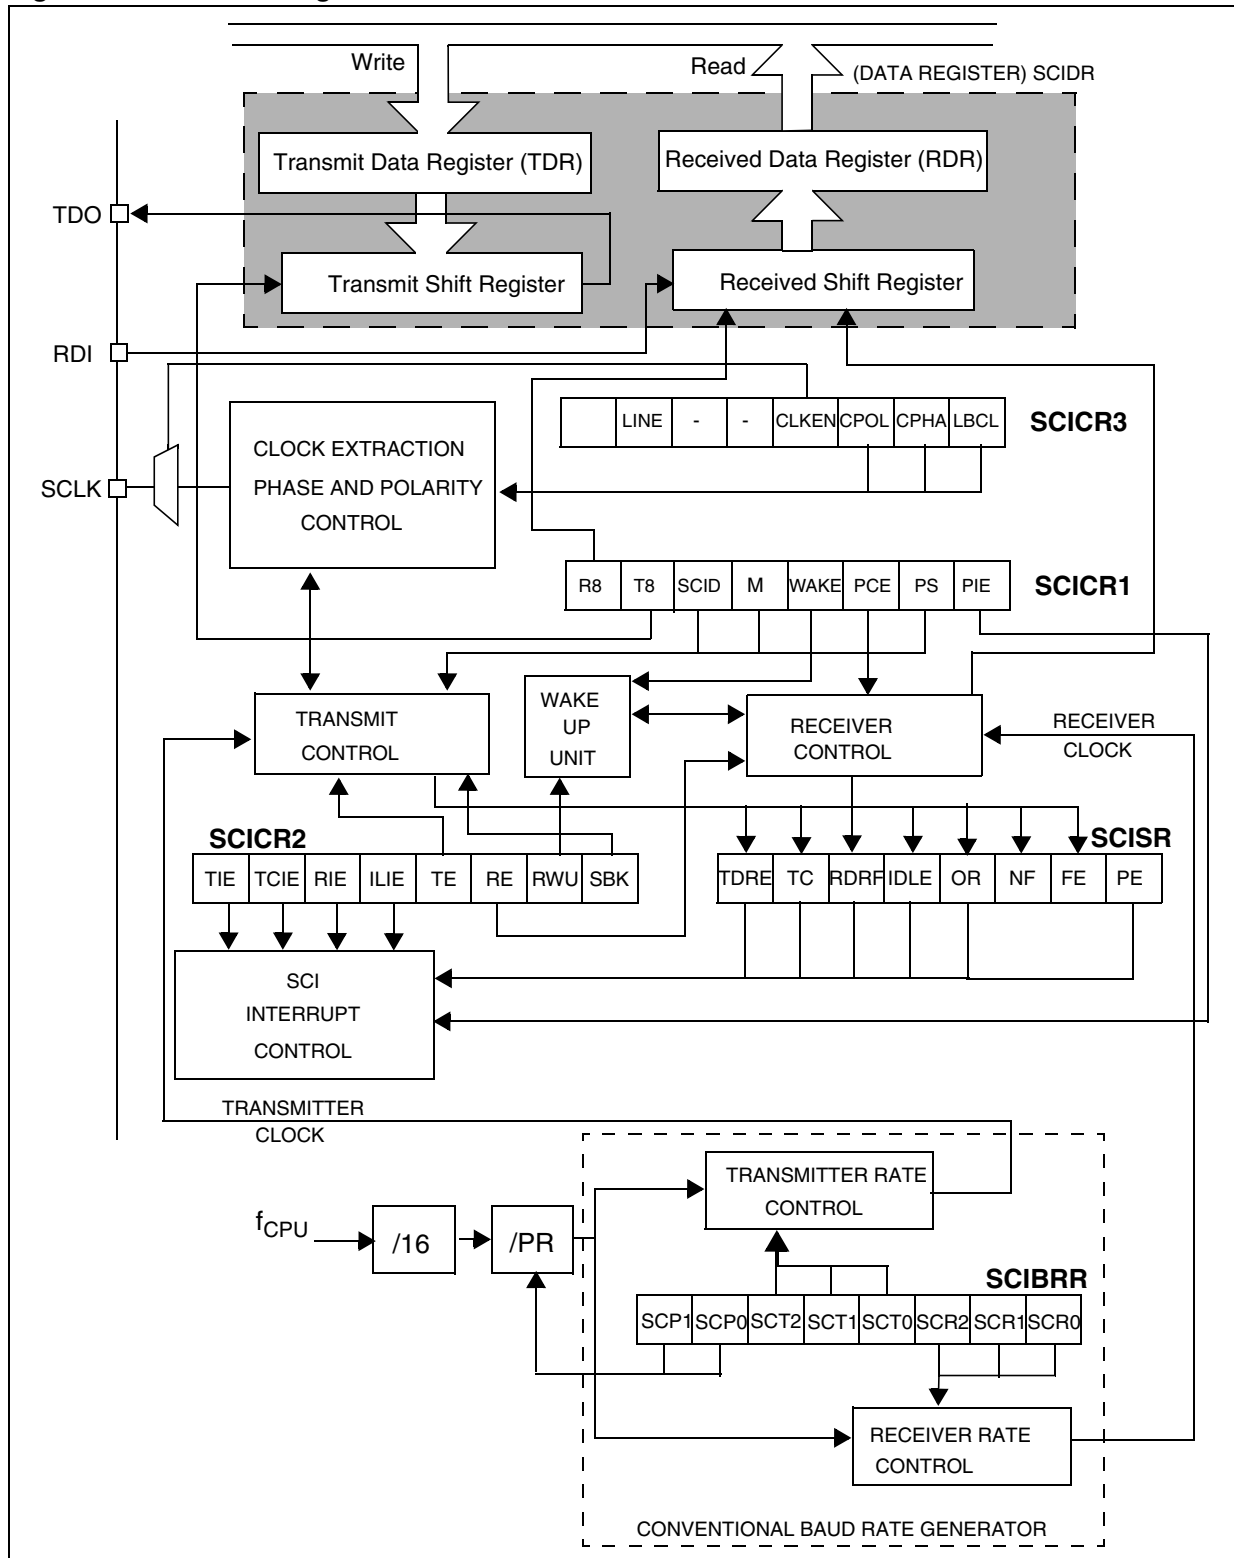 Write
Read
(DATA REGISTER) SCIDR
Transmit Data Register (TDR)
Received Data Register (RDR)
TDO
Transmit Shift Register
Received Shift Register
RDI
LINE - - CLKEN CPOL CPHA LBCL
SCICR3
CLOCK EXTRACTION
PHASE AND POLARITY
CONTROL
SCLK
R8 T8 SCID M WAKE PCE PS PIE
SCICR1
TRANSMIT
CONTROL
WAKE
UP
UNIT
RECEIVER
CONTROL
RECEIVER
CLOCK
SCICR2
SCISR
TIE TCIE RIE ILIE TE RE RWU SBK
TDRE TC RDRF IDLE OR NF FE PE
SCI
INTERRUPT
CONTROL
TRANSMITTER
CLOCK
TRANSMITTER RATE
CONTROL
fCPU
/16
/PR
SCIBRR
SCP1 SCP0 SCT2 SCT1 SCT0 SCR2 SCR1 SCR0
RECEIVER RATE
CONTROL
CONVENTIONAL BAUD RATE GENERATOR